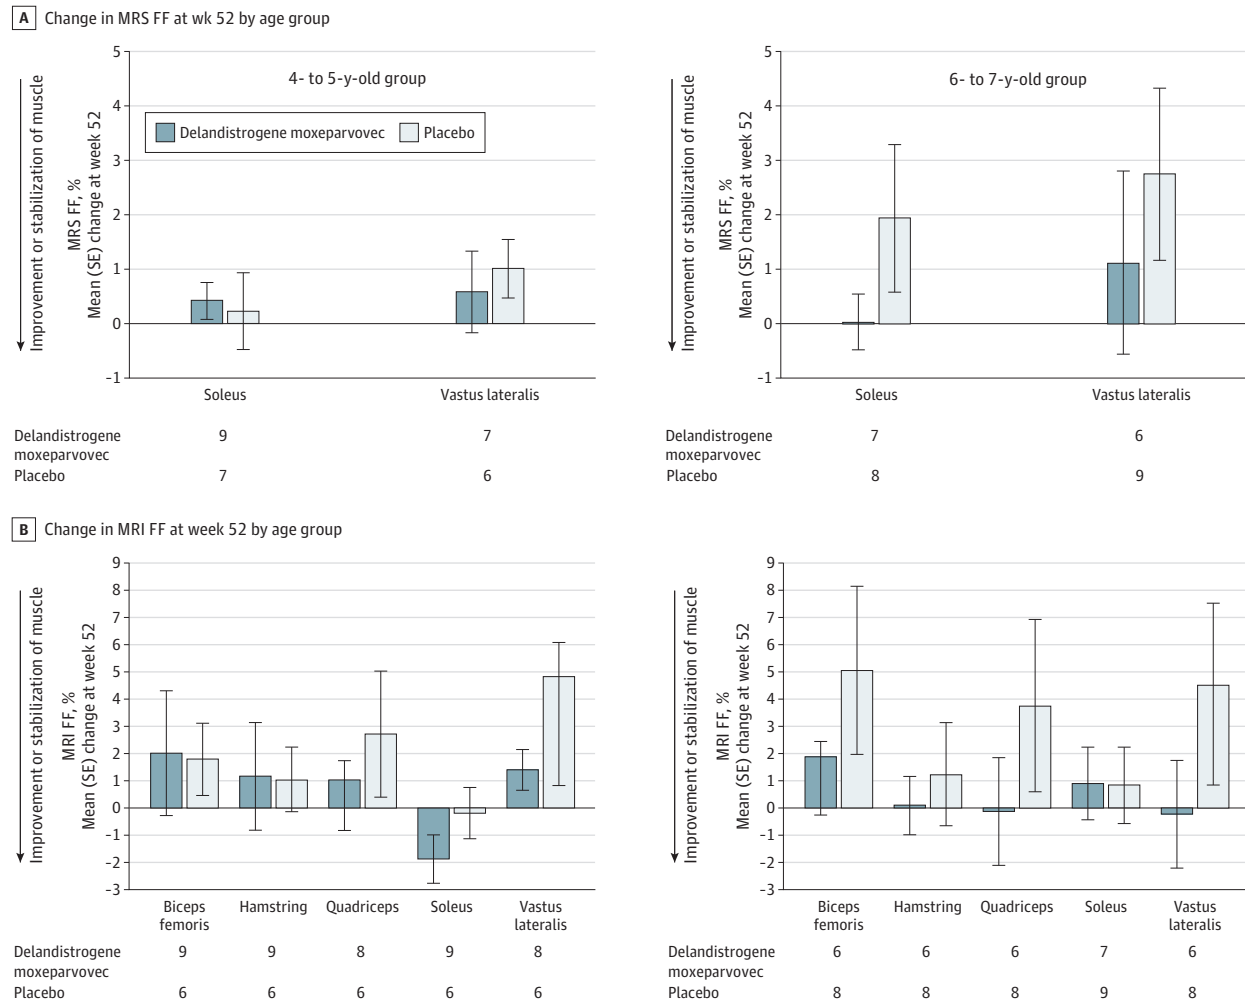 A Change in MRS FF at wk 52 by age group
Improvement or stabilization of muscle
MRS FF, %
Mean (SE) change at week 52
5
4
3
2
1
0
-1
4- to 5-y-old group
Delandistrogene moxeparvovec Placebo
Soleus Vastus lateralis
Delandistrogene 9 7
moxeparvovec
Placebo 7 6
Improvement or stabilization of muscle
MRS FF, %
Mean (SE) change at week 52
5
4
3
2
1
0
-1
6- to 7-y-old group
Soleus Vastus lateralis
Delandistrogene 7 6
moxeparvovec
Placebo 8 9
B Change in MRI FF at week 52 by age group
Improvement or stabilization of muscle
MRI FF, %
Mean (SE) change at week 52
9
8
7
6
5
4
3
2
1
0
-1
-2
-3
Biceps Hamstring Quadriceps Soleus Vastus
femoris lateralis
Delandistrogene 9 9 8 9 8
moxeparvovec
Placebo 6 6 6 6 6
Improvement or stabilization of muscle
MRI FF, %
Mean (SE) change at week 52
9
8
7
6
5
4
3
2
1
0
-1
-2
-3
Biceps Hamstring Quadriceps Soleus Vastus
femoris lateralis
Delandistrogene 6 6 6 7 6
moxeparvovec
Placebo 8 8 8 9 8